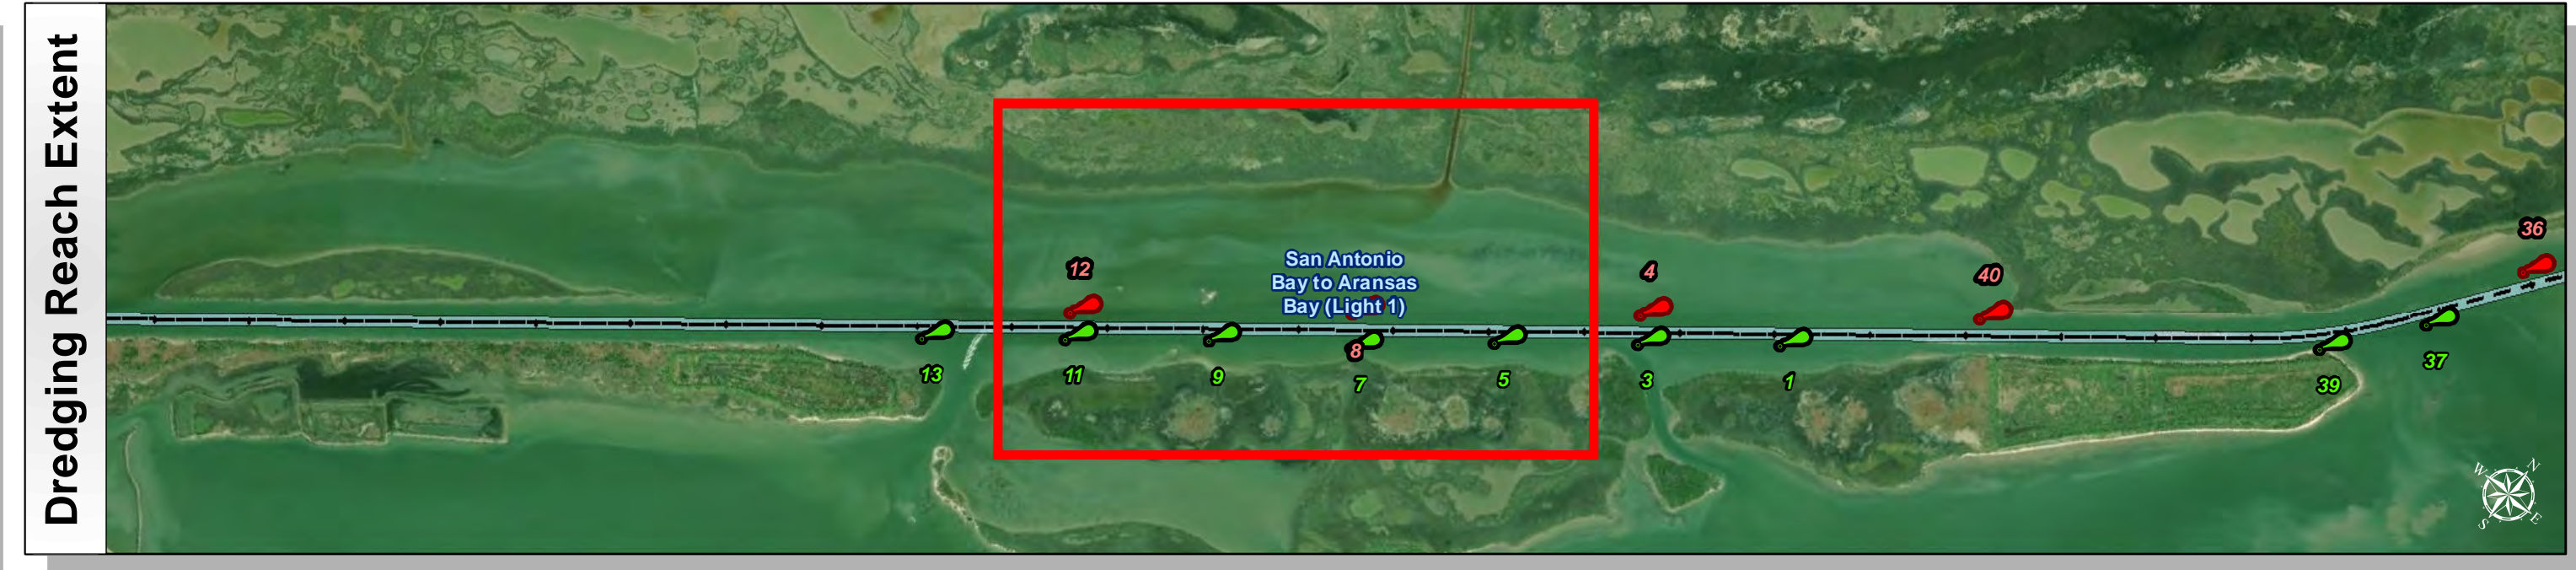 Dredging Reach Extent
36
12
San Antonio
Bay to Aransas
Bay (Light 1)
4
40
13
11
9
8
7
5
3
1
39
37
W
N
S
E